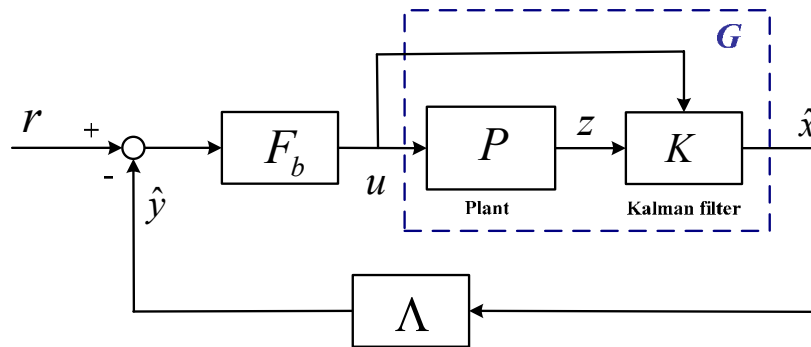 G
r
+
-
F_b
u
P
z
K
x̂
ŷ
Plant
Kalman filter
Λ